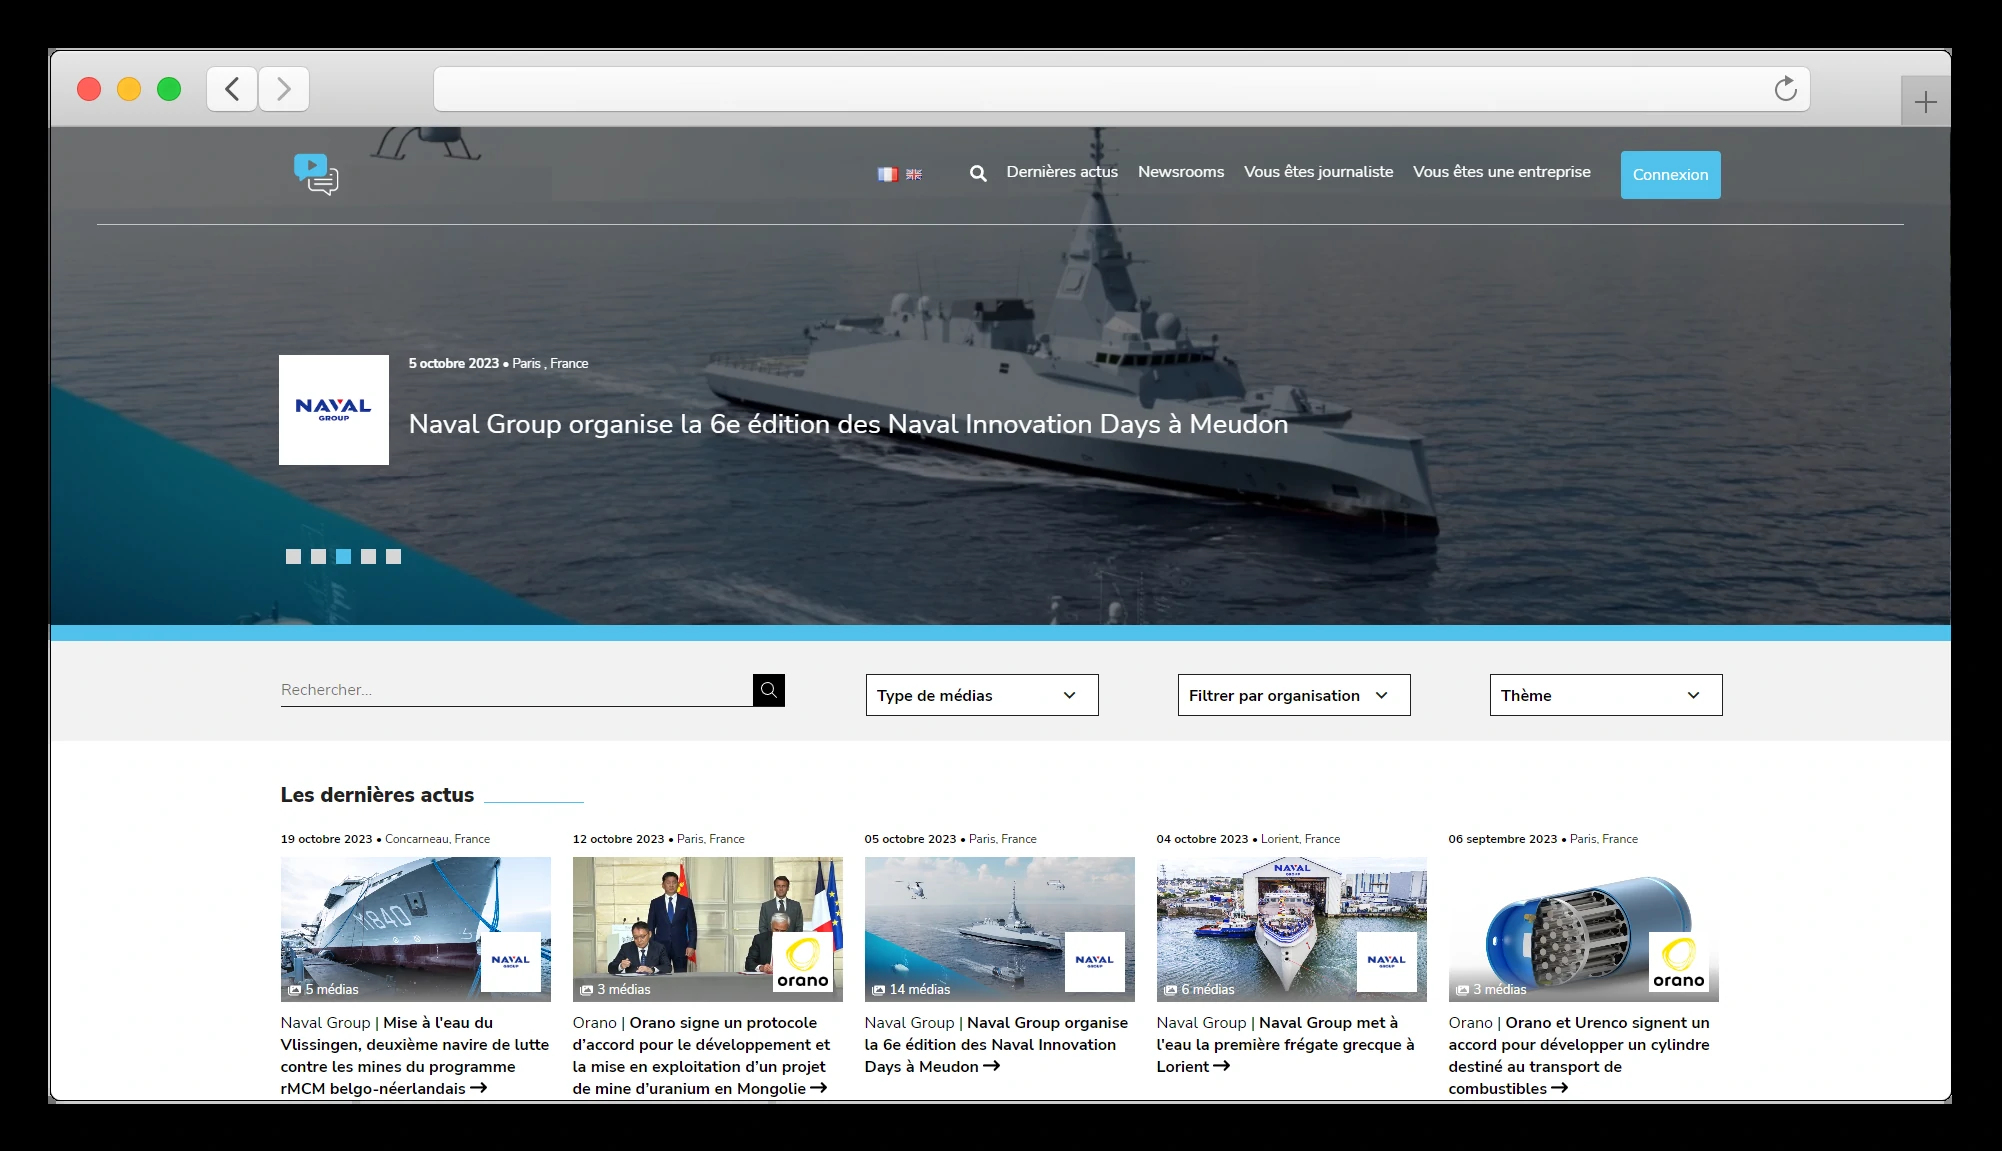 Dernières actus
Newsrooms
Vous êtes journaliste
Vous êtes une entreprise
Connexion
NAVAL
GROUP
5 octobre 2023 • Paris , France
Naval Group organise la 6e édition des Naval Innovation Days à Meudon
Rechercher...
Type de médias
Filtrer par organisation
Thème
Les dernières actus
19 octobre 2023 • Concarneau, France
M840
NAVAL
GROUP
5 médias
Naval Group | Mise à l'eau du
Vlissingen, deuxième navire de lutte
contre les mines du programme
rMCM belgo-néerlandais →
12 octobre 2023 • Paris, France
orano
3 médias
Orano | Orano signe un protocole
d’accord pour le développement et
la mise en exploitation d’un projet
de mine d’uranium en Mongolie →
05 octobre 2023 • Paris, France
NAVAL
GROUP
14 médias
Naval Group | Naval Group organise
la 6e édition des Naval Innovation
Days à Meudon →
04 octobre 2023 • Lorient, France
NAVAL
GROUP
NAVAL
GROUP
6 médias
Naval Group | Naval Group met à
l'eau la première frégate grecque à
Lorient →
06 septembre 2023 • Paris, France
orano
3 médias
Orano | Orano et Urenco signent un
accord pour développer un cylindre
destiné au transport de
combustibles →